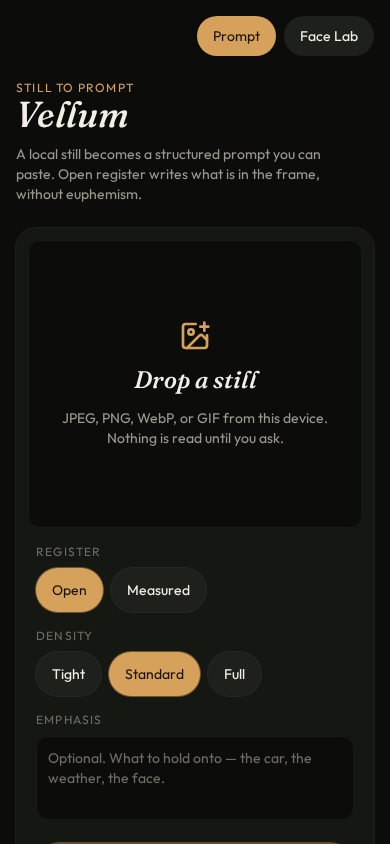 Prompt
Face Lab
STILL TO PROMPT
Vellum
A local still becomes a structured prompt you can
paste. Open register writes what is in the frame,
without euphemism.
Drop a still
JPEG, PNG, WebP, or GIF from this device.
Nothing is read until you ask.
REGISTER
Open
Measured
DENSITY
Tight
Standard
Full
EMPHASIS
Optional. What to hold onto — the car, the
weather, the face.